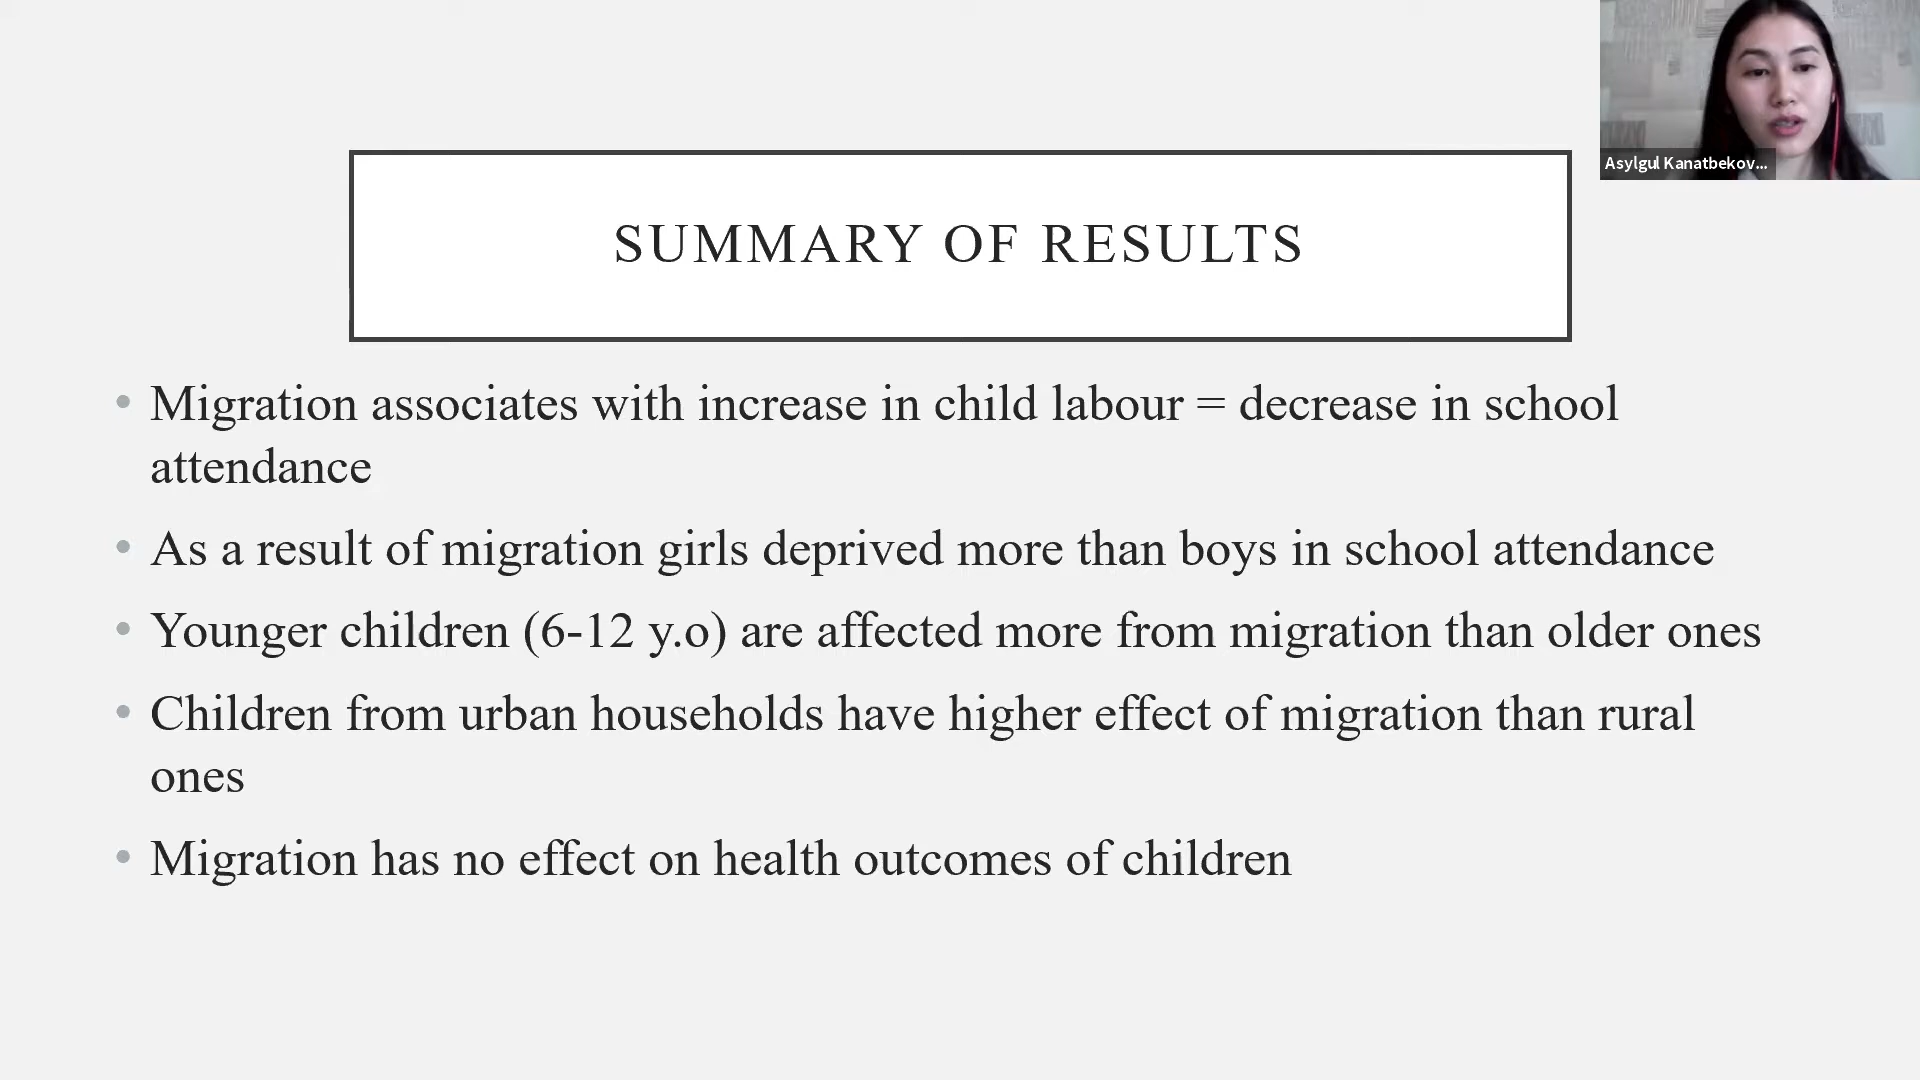 Asylgul Kanatbekov...
SUMMARY OF RESULTS
• Migration associates with increase in child labour = decrease in school
attendance
• As a result of migration girls deprived more than boys in school attendance
• Younger children (6-12 y.o) are affected more from migration than older ones
• Children from urban households have higher effect of migration than rural
ones
• Migration has no effect on health outcomes of children